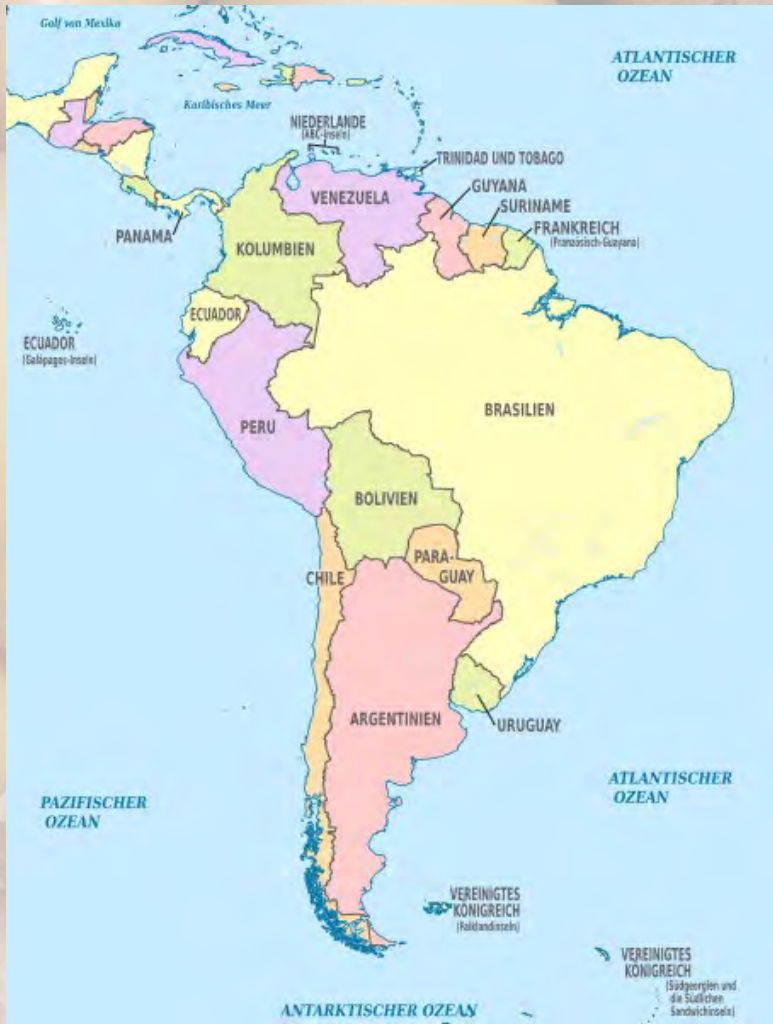 Golf von Mexiko
ATLANTISCHER
OZEAN
Karibisches Meer
NIEDERLANDE
(ABC-Inseln)
TRINIDAD UND TOBAGO
GUYANA
SURINAME
FRANKREICH
(Französisch-Guayana)
VENEZUELA
PANAMA
KOLUMBIEN
ECUADOR
ECUADOR
(Galápagos-Inseln)
PERU
BRASILIEN
BOLIVIEN
PARA-
GUAY
CHILE
ARGENTINIEN
URUGUAY
PAZIFISCHER
OZEAN
ATLANTISCHER
OZEAN
VEREINIGTES
KÖNIGREICH
(Falklandinseln)
VEREINIGTES
KÖNIGREICH
(Südgeorgien und
die Südlichen
Sandwichinseln)
ANTARKTISCHER OZEAN